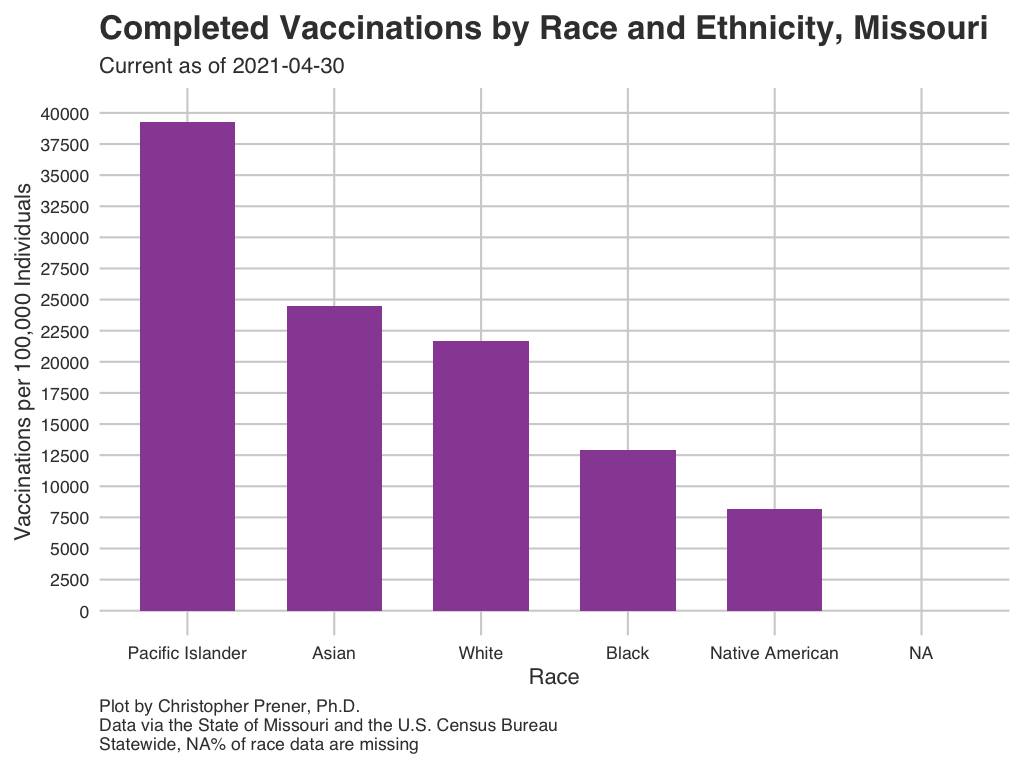 Completed Vaccinations by Race and Ethnicity, Missouri
Current as of 2021-04-30
Vaccinations per 100,000 Individuals
40000
37500
35000
32500
30000
27500
25000
22500
20000
17500
15000
12500
10000
7500
5000
2500
0
Pacific Islander Asian White Black Native American NA
Race
Plot by Christopher Prener, Ph.D.
Data via the State of Missouri and the U.S. Census Bureau
Statewide, NA% of race data are missing